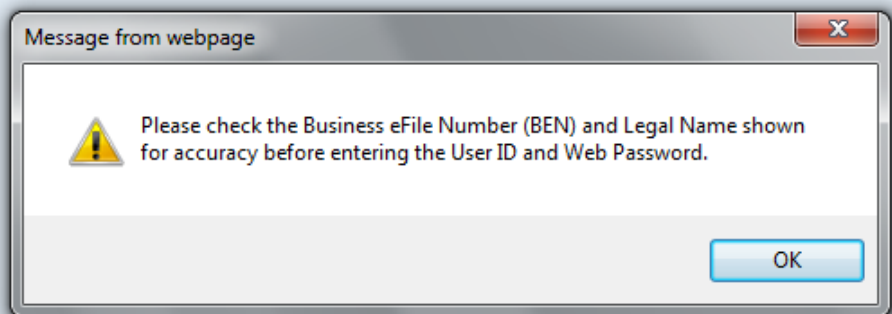 Message from webpage
Please check the Business eFile Number (BEN) and Legal Name shown
for accuracy before entering the User ID and Web Password.
OK